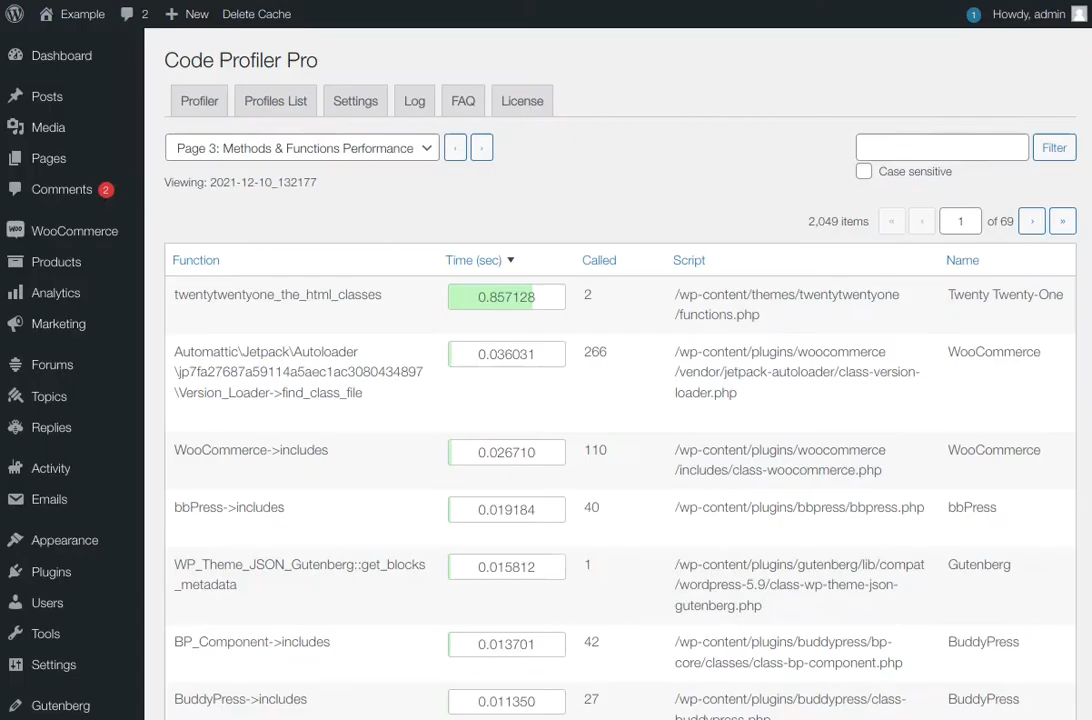 Example
2
New
Delete Cache
1
Howdy, admin
Dashboard
Posts
Media
Pages
Comments 2
WooCommerce
Products
Analytics
Marketing
Forums
Topics
Replies
Activity
Emails
Appearance
Plugins
Users
Tools
Settings
Gutenberg
Code Profiler Pro
Profiler
Profiles List
Settings
Log
FAQ
License
Page 3: Methods & Functions Performance
‹
›
Filter
Viewing: 2021-12-10_132177
Case sensitive
2,049 items
«
‹
1
of 69
›
»
Function
Time (sec) ▼
Called
Script
Name
twentytwentyone_the_html_classes
0.857128
2
/wp-content/themes/twentytwentyone
/functions.php
Twenty Twenty-One
Automattic\Jetpack\Autoloader
\jp7fa27687a59114a5aec1ac3080434897
\Version_Loader->find_class_file
0.036031
266
/wp-content/plugins/woocommerce
/vendor/jetpack-autoloader/class-version-
loader.php
WooCommerce
WooCommerce->includes
0.026710
110
/wp-content/plugins/woocommerce
/includes/class-woocommerce.php
WooCommerce
bbPress->includes
0.019184
40
/wp-content/plugins/bbpress/bbpress.php
bbPress
WP_Theme_JSON_Gutenberg::get_blocks
_metadata
0.015812
1
/wp-content/plugins/gutenberg/lib/compat
/wordpress-5.9/class-wp-theme-json-
gutenberg.php
Gutenberg
BP_Component->includes
0.013701
42
/wp-content/plugins/buddypress/bp-
core/classes/class-bp-component.php
BuddyPress
BuddyPress->includes
0.011350
27
/wp-content/plugins/buddypress/class-
buddypress.php
BuddyPress